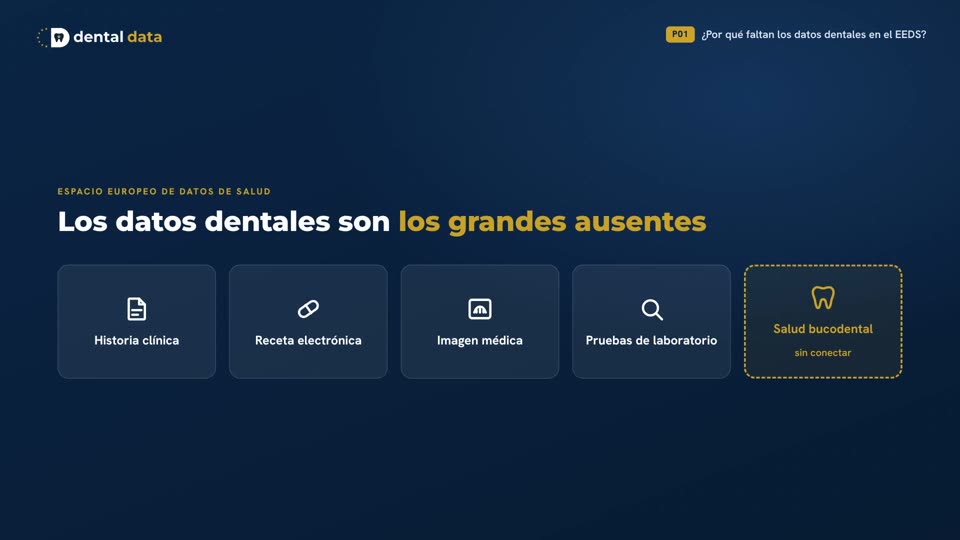 dental data
P01 ¿Por qué faltan los datos dentales en el EEDS?
ESPACIO EUROPEO DE DATOS DE SALUD
Los datos dentales son los grandes ausentes
Historia clínica
Receta electrónica
Imagen médica
Pruebas de laboratorio
Salud bucodental
sin conectar